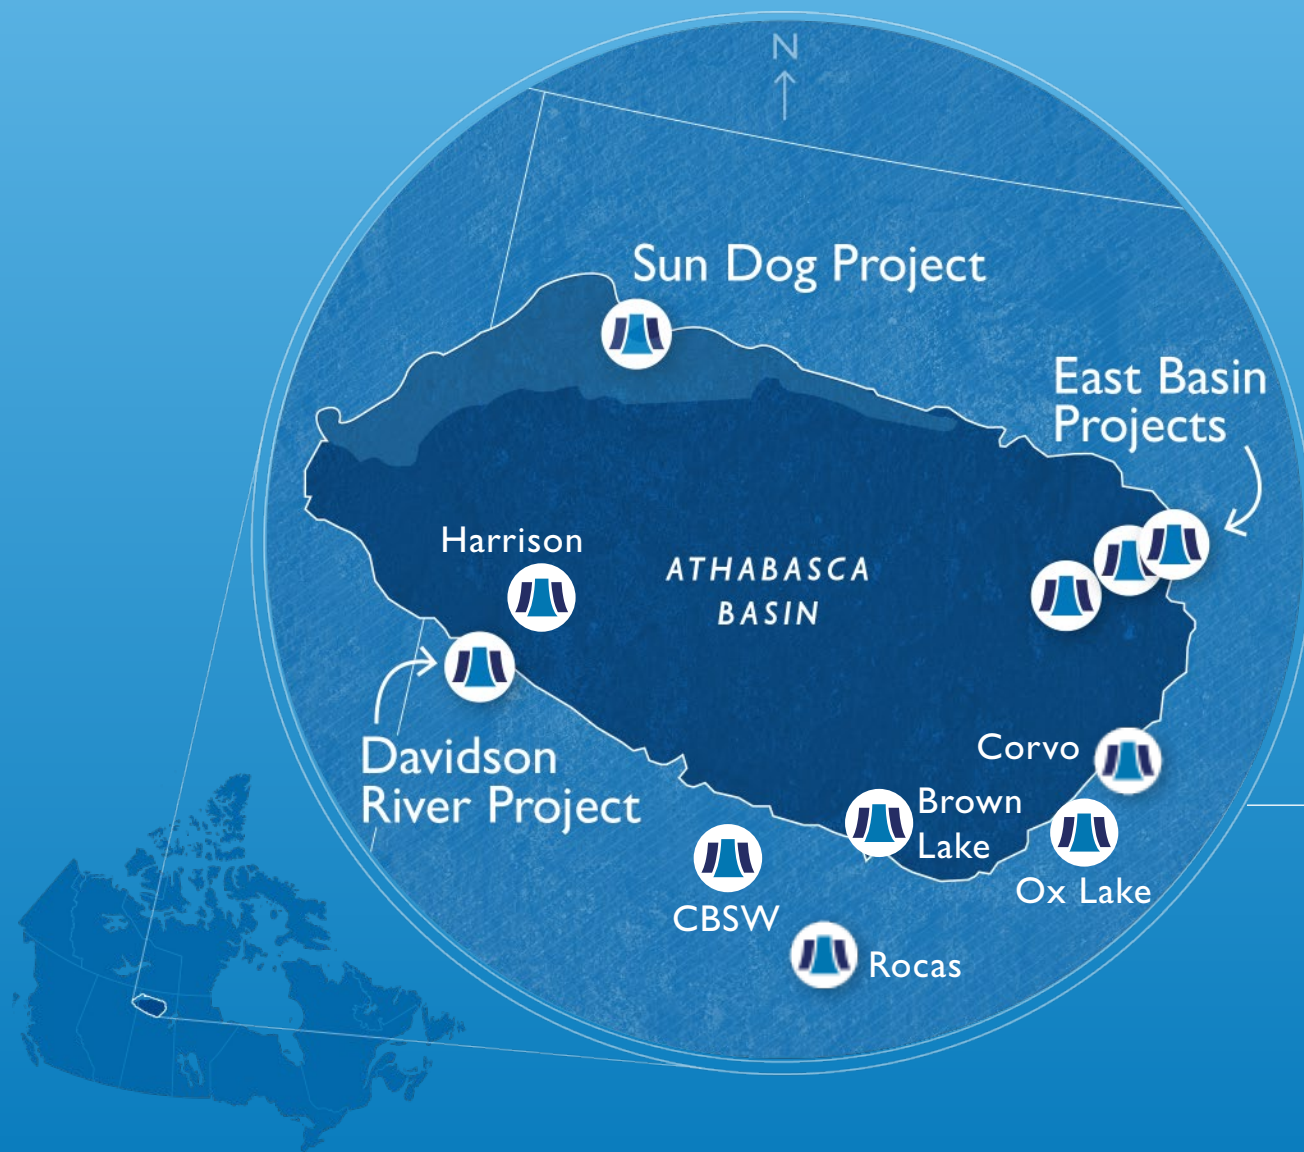 N
Sun Dog Project
East Basin
Projects
Harrison
ATHABASCA
BASIN
Davidson
River Project
Corvo
Brown
Lake
Ox Lake
CBSW
Rocas